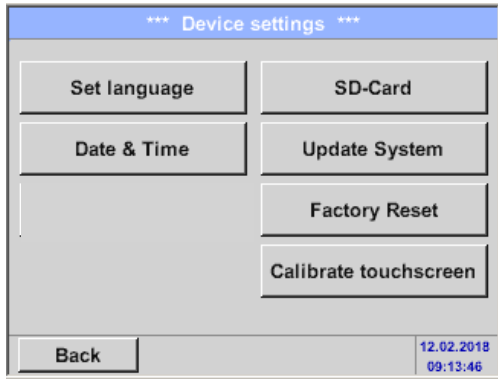 *** Device settings ***
Set language
SD-Card
Date & Time
Update System
Factory Reset
Calibrate touchscreen
Back
12.02.2018
09:13:46